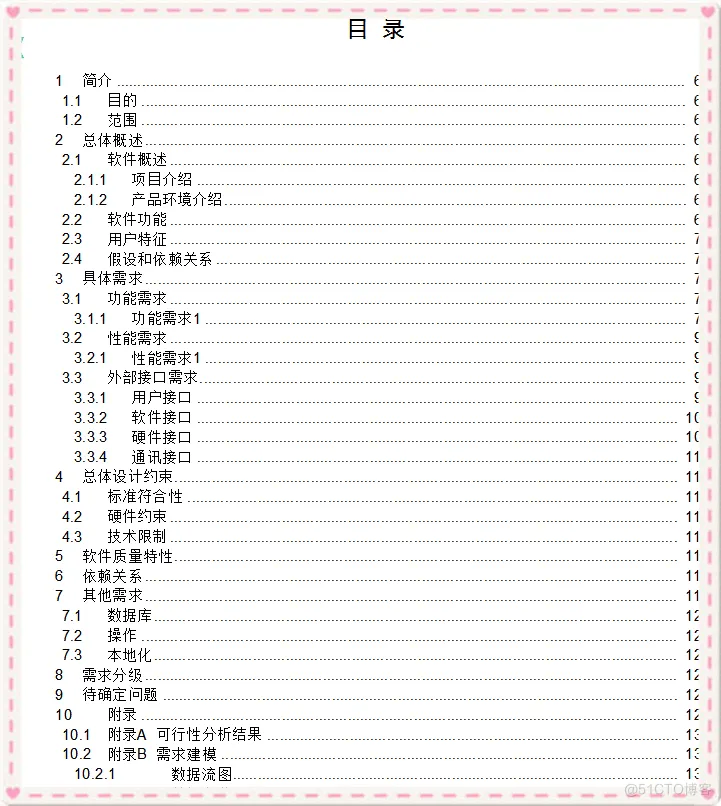 目 录
1 简介 6
1.1 目的 6
1.2 范围 6
2 总体概述 6
2.1 软件概述 6
2.1.1 项目介绍 6
2.1.2 产品环境介绍 6
2.2 软件功能 6
2.3 用户特征 7
2.4 假设和依赖关系 7
3 具体需求 7
3.1 功能需求 7
3.1.1 功能需求1 7
3.2 性能需求 9
3.2.1 性能需求1 9
3.3 外部接口需求 9
3.3.1 用户接口 9
3.3.2 软件接口 10
3.3.3 硬件接口 10
3.3.4 通讯接口 11
4 总体设计约束 11
4.1 标准符合性 11
4.2 硬件约束 11
4.3 技术限制 11
5 软件质量特性 11
6 依赖关系 11
7 其他需求 11
7.1 数据库 12
7.2 操作 12
7.3 本地化 12
8 需求分级 12
9 待确定问题 12
10 附录 12
10.1 附录A 可行性分析结果 13
10.2 附录B 需求建模 13
10.2.1 数据流图 13
@51CTO博客